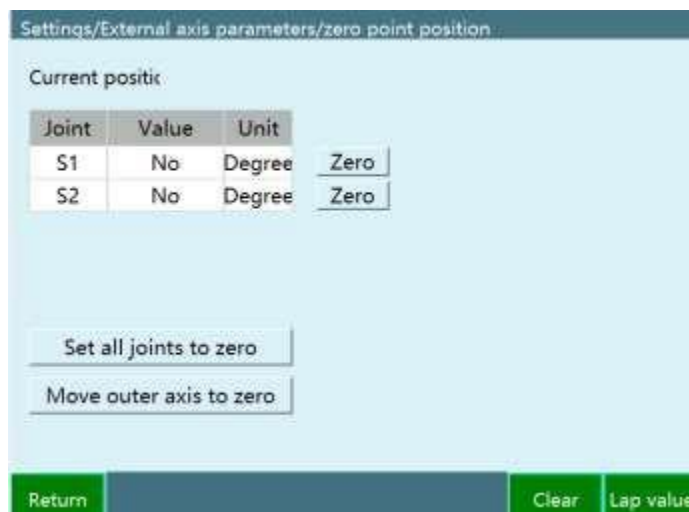 Settings/External axis parameters/zero point position
Current positic
Joint Value Unit
S1 No Degree Zero
S2 No Degree Zero
Set all joints to zero
Move outer axis to zero
Return Clear Lap value